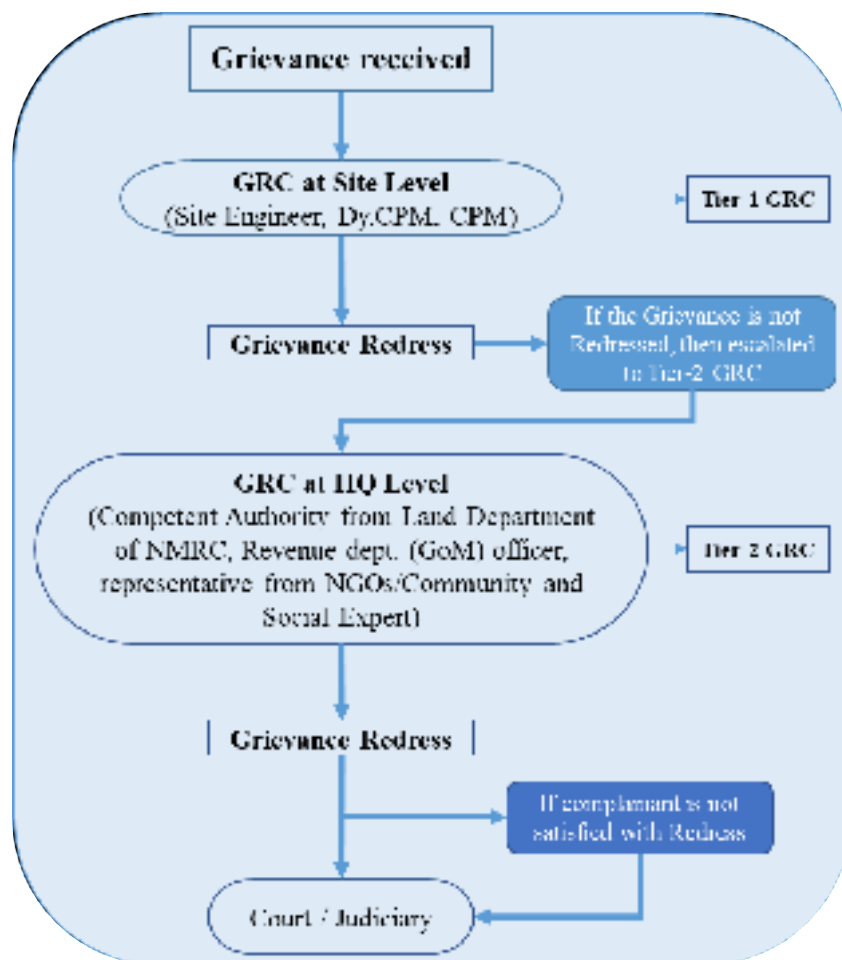 Grievance received
GRC at Site Level
(Site Engineer, Dy.CPM, CPM)
Tier 1 GRC
Grievance Redress
If the Grievance is not
Redressed, then escalated
to Tier-2 GRC
GRC at HQ Level
(Competent Authority from Land Department
of NMRC, Revenue dept. (GoM) officer,
representative from NGOs/Community and
Social Expert)
Tier 2 GRC
Grievance Redress
If complainant is not
satisfied with Redress
Court / Judiciary